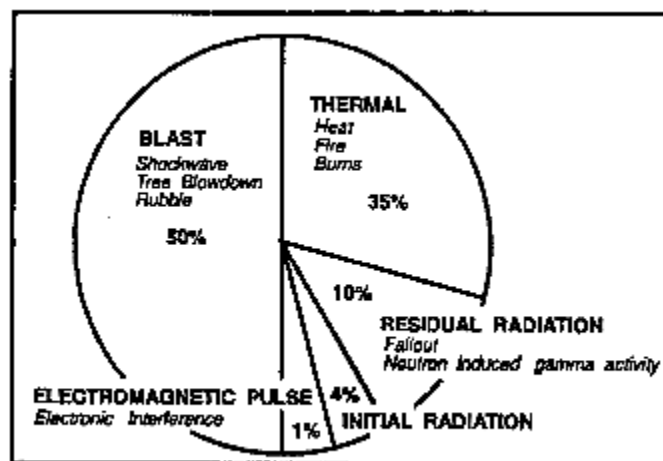 BLAST
Shockwave
Tree Blowdown
Rubble
50%
THERMAL
Heat
Fire
Burns
35%
10%
RESIDUAL RADIATION
Fallout
Neutron induced gamma activity
4%
INITIAL RADIATION
ELECTROMAGNETIC PULSE
Electronic Interference
1%